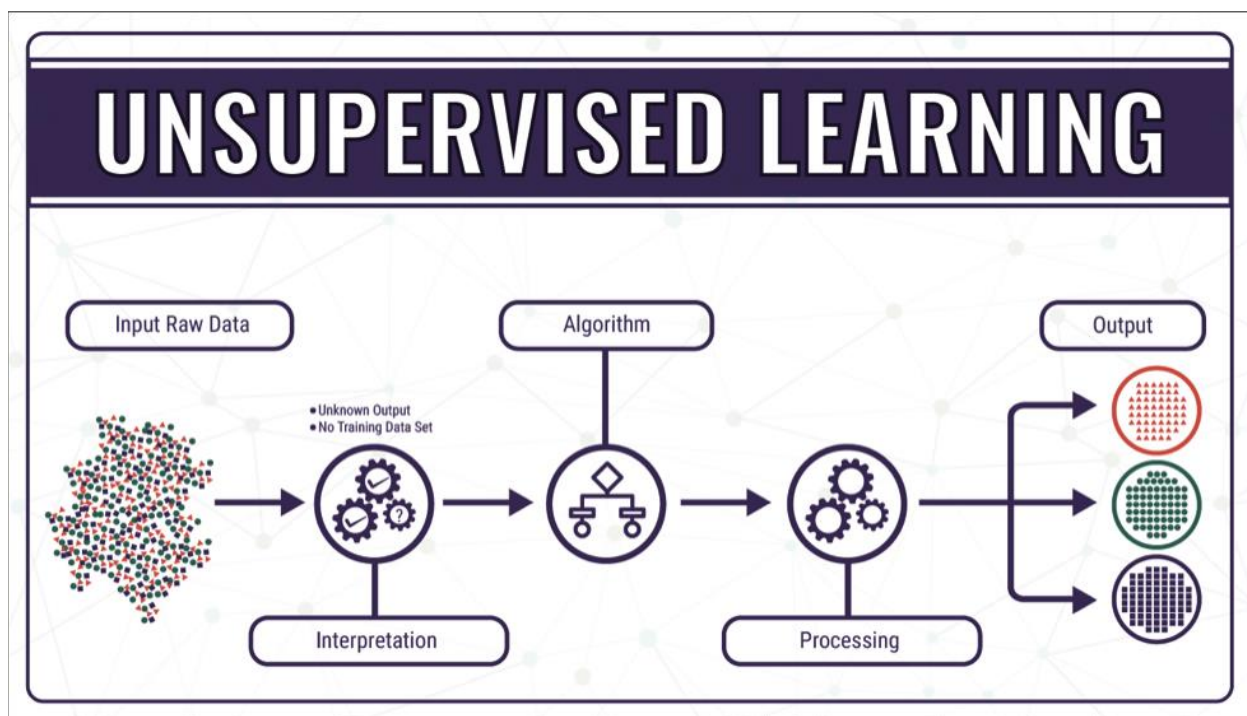 UNSUPERVISED LEARNING
Input Raw Data
Algorithm
Output
• Unknown Output
• No Training Data Set
?
Interpretation
Processing